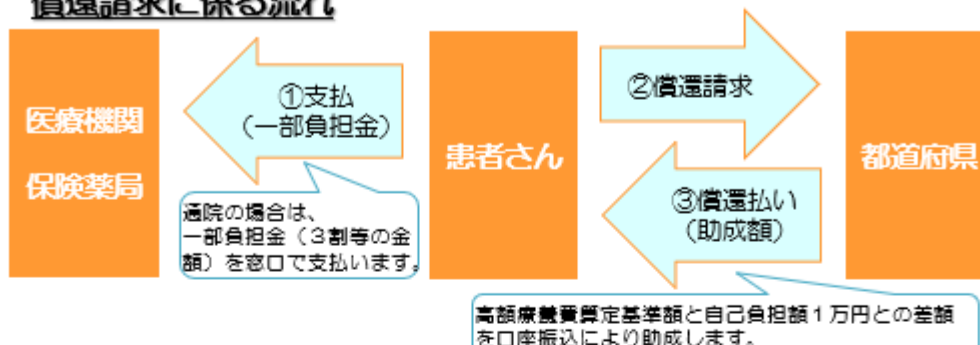 償還請求に係る流れ
医療機関
保険薬局
①支払
（一部負担金）
通院の場合は、
一部負担金（３割等の金
額）を窓口で支払います。
患者さん
②償還請求
③償還払い
（助成額）
都道府県
高額療養費算定基準額と自己負担額１万円との差額
を口座振込により助成します。